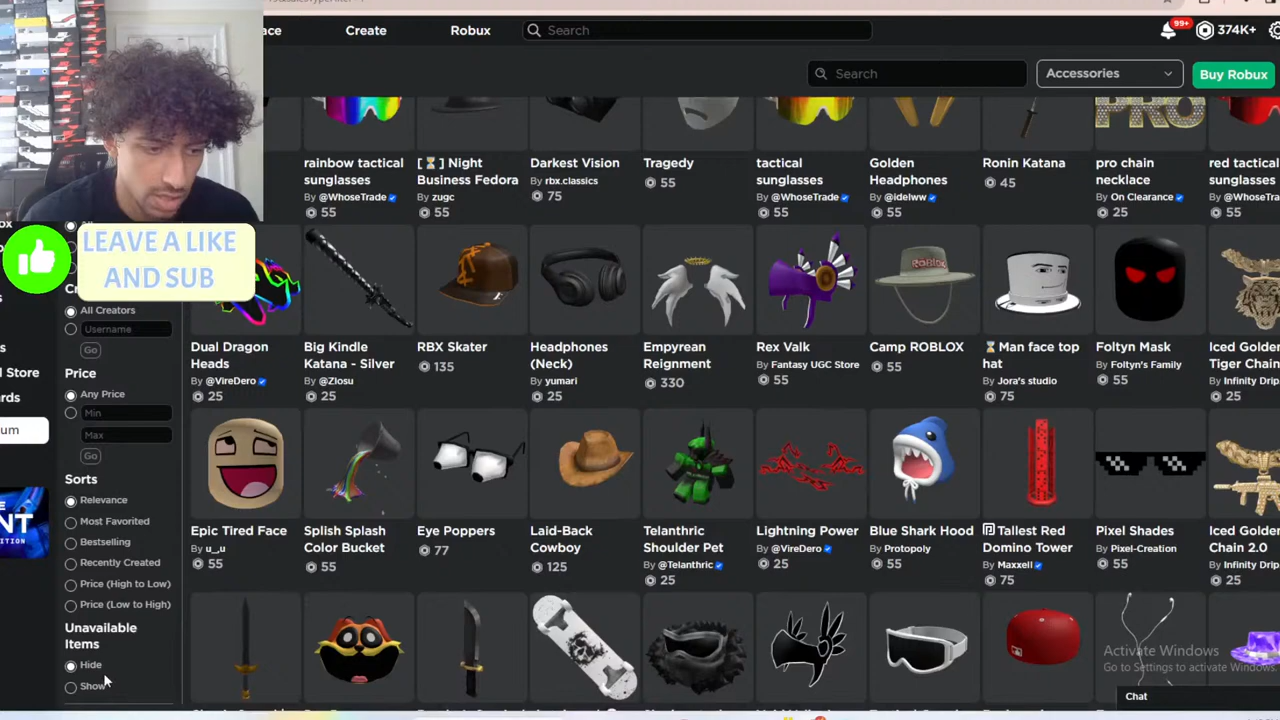 ace
Create
Robux
Search
99+
374K+
Search
Accessories
Buy Robux
rainbow tactical
sunglasses
By @WhoseTrade
55
[⌛] Night
Business Fedora
By zugc
55
Darkest Vision
By rbx.classics
75
Tragedy
55
tactical
sunglasses
By @WhoseTrade
55
Golden
Headphones
By @idelww
55
Ronin Katana
45
PRO
pro chain
necklace
By On Clearance
25
red tactical
sunglasses
By @WhoseTr
55
LEAVE A LIKE
AND SUB
All Creators
Username
Go
Price
Any Price
Min
Max
Go
Sorts
Relevance
Most Favorited
Bestselling
Recently Created
Price (High to Low)
Price (Low to High)
Unavailable
Items
Hide
Show
Store
um
Dual Dragon
Heads
By @VireDero
25
Big Kindle
Katana - Silver
By @Zlosu
25
RBX Skater
135
Headphones
(Neck)
By yumari
25
Empyrean
Reignment
330
Rex Valk
By Fantasy UGC Store
55
ROBLOX
Camp ROBLOX
55
⌛Man face top
hat
By Jora's studio
75
Foltyn Mask
By Foltyn's Family
55
Iced Golden
Tiger Chain
By Infinity Drip
25
Epic Tired Face
By u_,u
55
Splish Splash
Color Bucket
55
Eye Poppers
77
Laid-Back
Cowboy
125
Telanthric
Shoulder Pet
By @Telanthric
25
Lightning Power
By @VireDero
25
Blue Shark Hood
By Protopoly
55
Tallest Red
Domino Tower
By Maxxell
75
Pixel Shades
By Pixel-Creation
55
Iced Golden
Chain 2.0
By Infinity Drip
25
Activate Windows
Go to Settings to activate Windows.
Chat